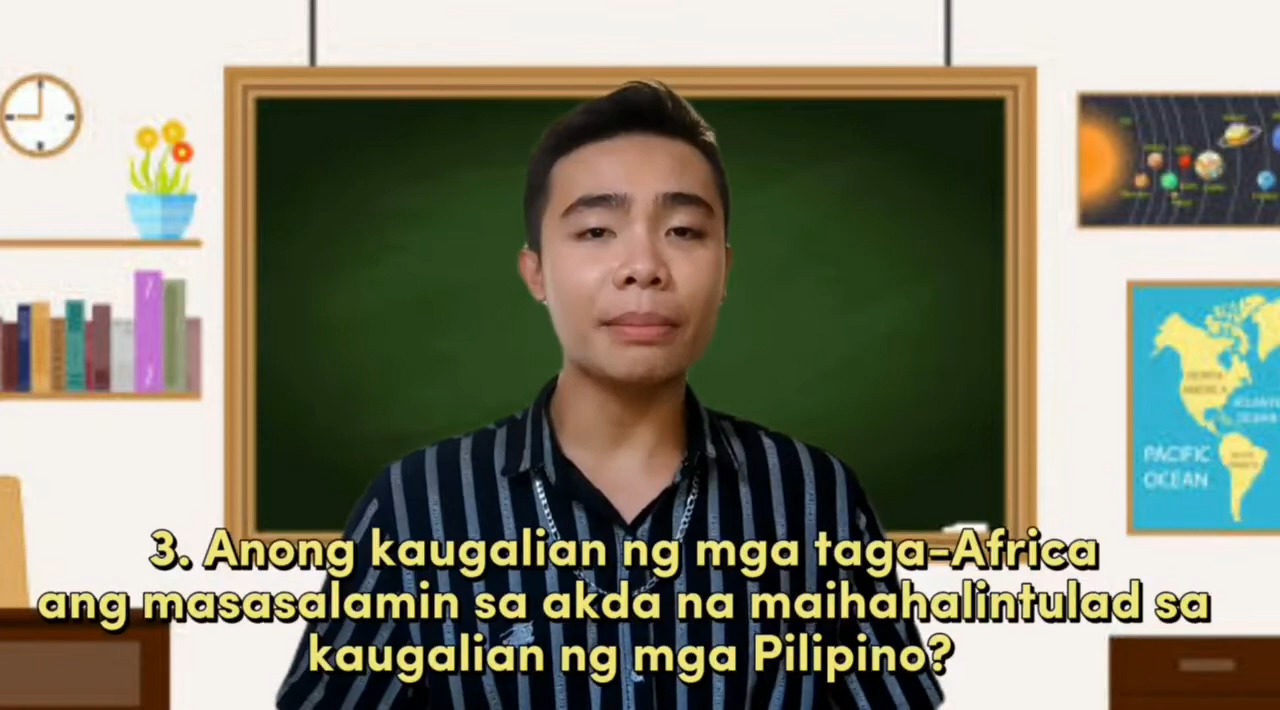 3. Anong kaugalian ng mga taga-Africa
ang masasalamin sa akda na maihahalintulad sa
kaugalian ng mga Pilipino?
PACIFIC
OCEAN